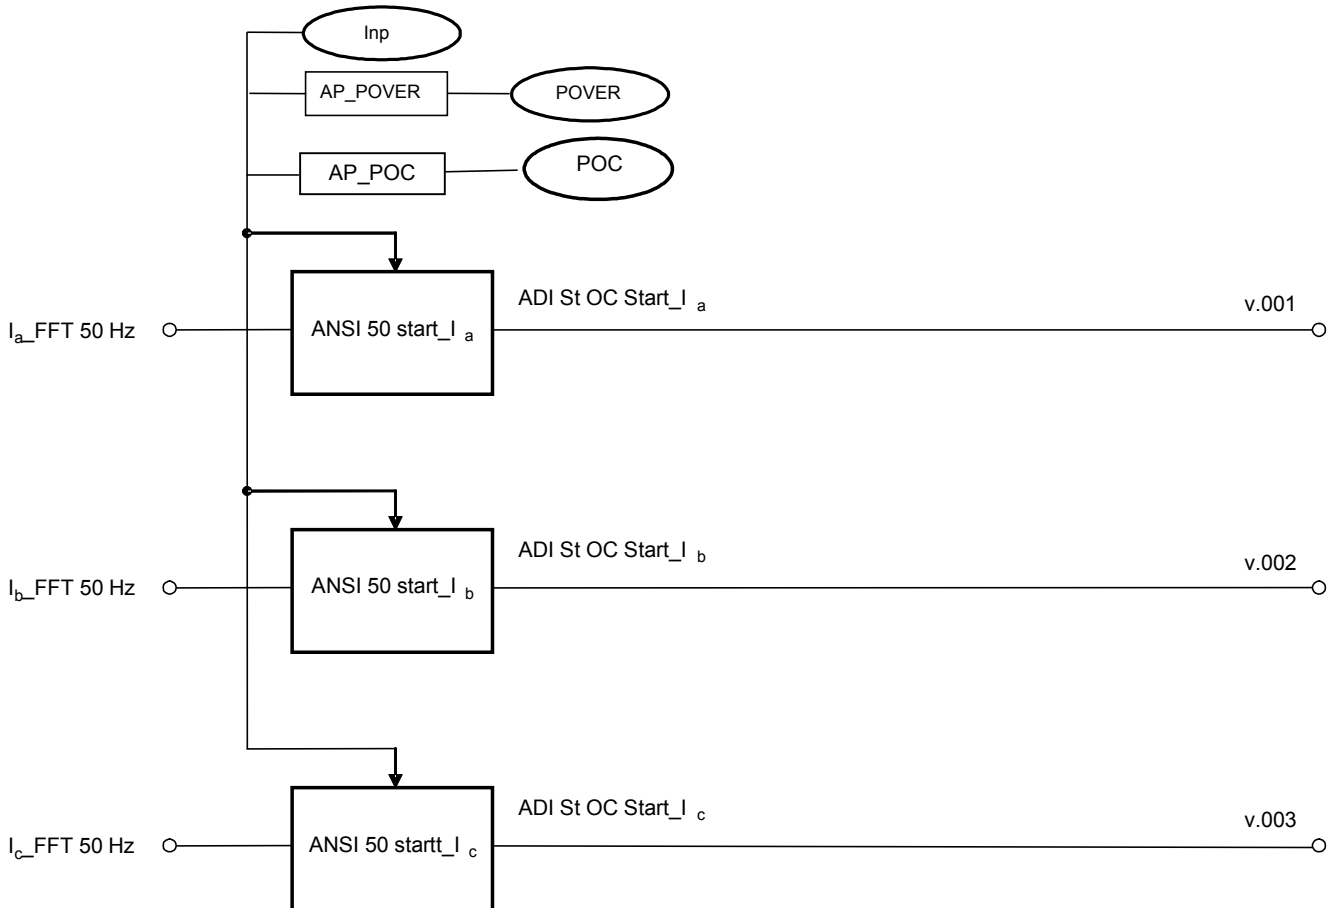 Inp
AP_POVER
POVER
AP_POC
POC
ADI St OC Start_I a
v.001
Ia_FFT 50 Hz
ANSI 50 start_I a
ADI St OC Start_I b
v.002
Ib_FFT 50 Hz
ANSI 50 start_I b
ADI St OC Start_I c
v.003
Ic_FFT 50 Hz
ANSI 50 startt_I c